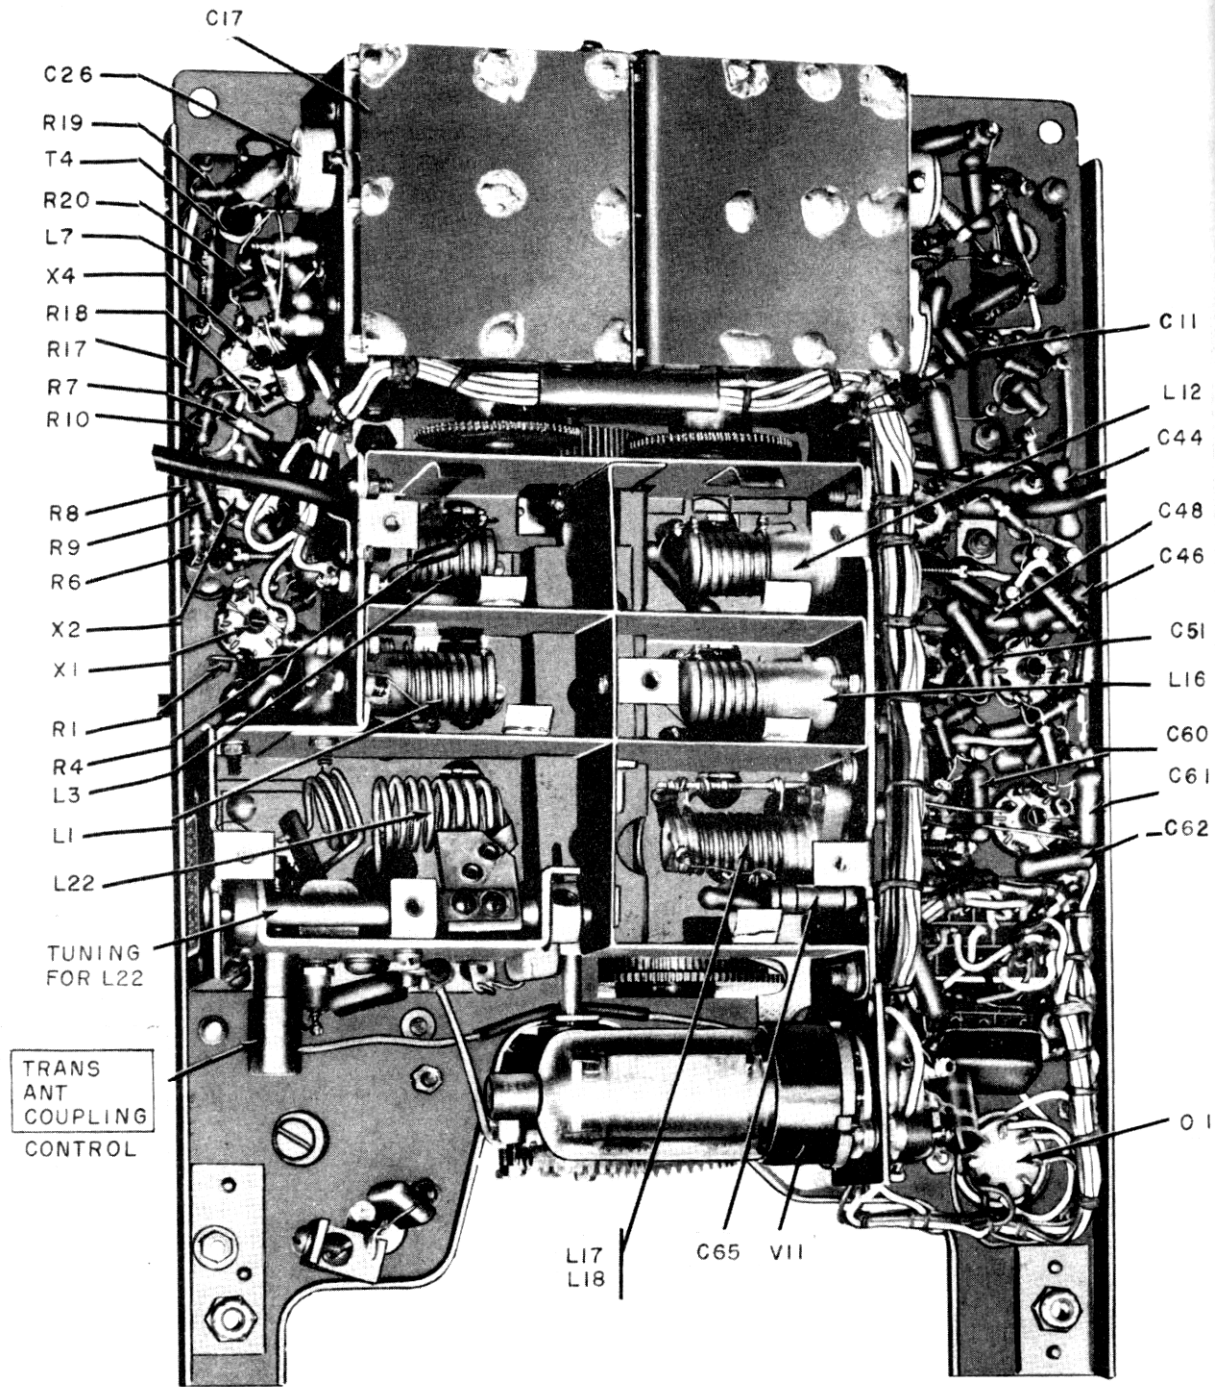 C17
C26
R19
T4
R20
L7
X4
R18
R17
R7
R10
R8
R9
R6
X2
X1
R1
R4
L3
L1
L22
TUNING
FOR L22
TRANS
ANT
COUPLING
CONTROL
C11
L12
C44
C48
C46
C51
L16
C60
C61
C62
O1
L17
L18
C65
V11